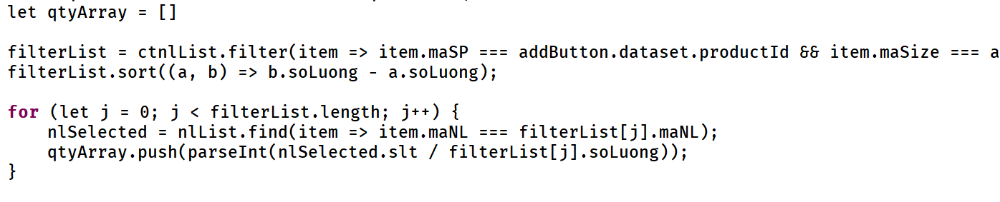 let qtyArray = []
filterList = ctnlList.filter(item => item.maSP === addButton.dataset.productId && item.maSize === a
filterList.sort((a, b) => b.soLuong - a.soLuong);
for (let j = 0; j < filterList.length; j++) {
nlSelected = nlList.find(item => item.maNL === filterList[j].maNL);
qtyArray.push(parseInt(nlSelected.slt / filterList[j].soLuong));
}